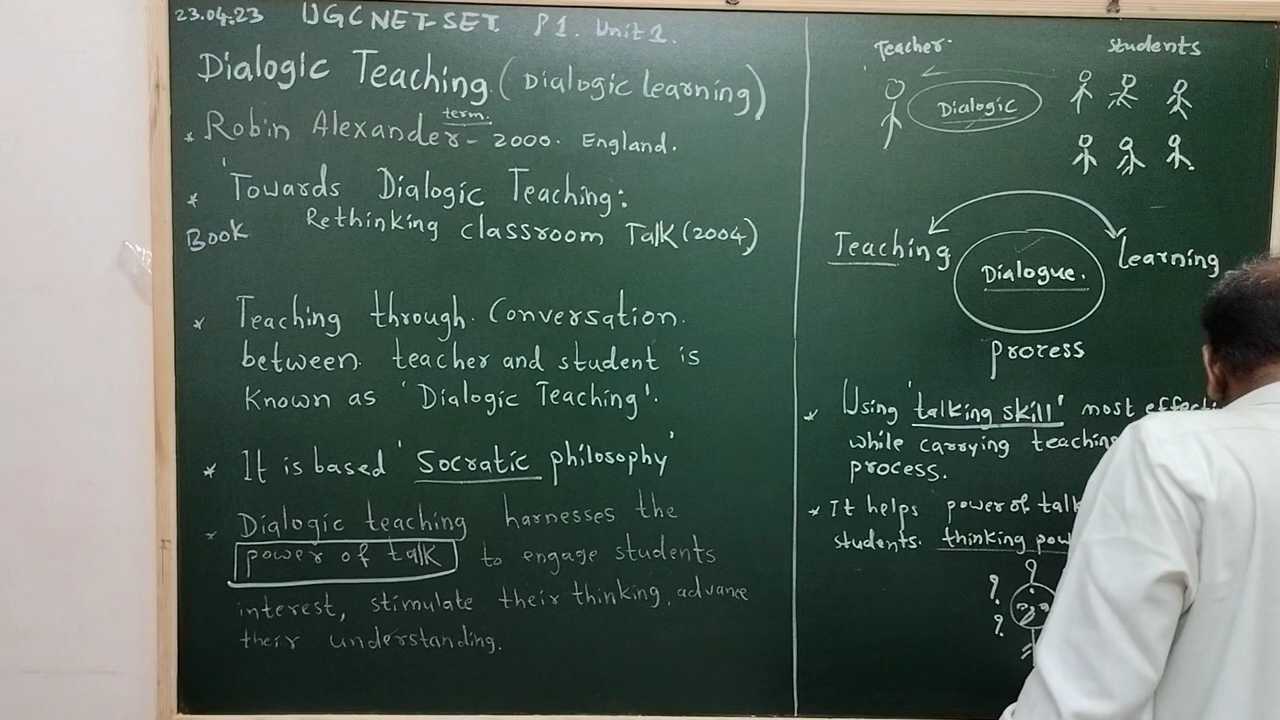 23.04.23 UGC NET-SET P1. Unit 1.
Dialogic Teaching (Dialogic learning)
term.
* Robin Alexander - 2000. England.
* 'Towards Dialogic Teaching:
Book Rethinking classroom Talk (2004)
* Teaching through Conversation
between teacher and student is
known as 'Dialogic Teaching'.
* It is based 'Socratic philosophy'
* Dialogic teaching harnesses the
power of talk to engage students
interest, stimulate their thinking, advance
their understanding.
Teacher. students
Dialogic
Teaching learning
Dialogue.
process
* Using 'talking skill' most
while carrying
process.
* It helps power of talk
students. thinking
? ?
?